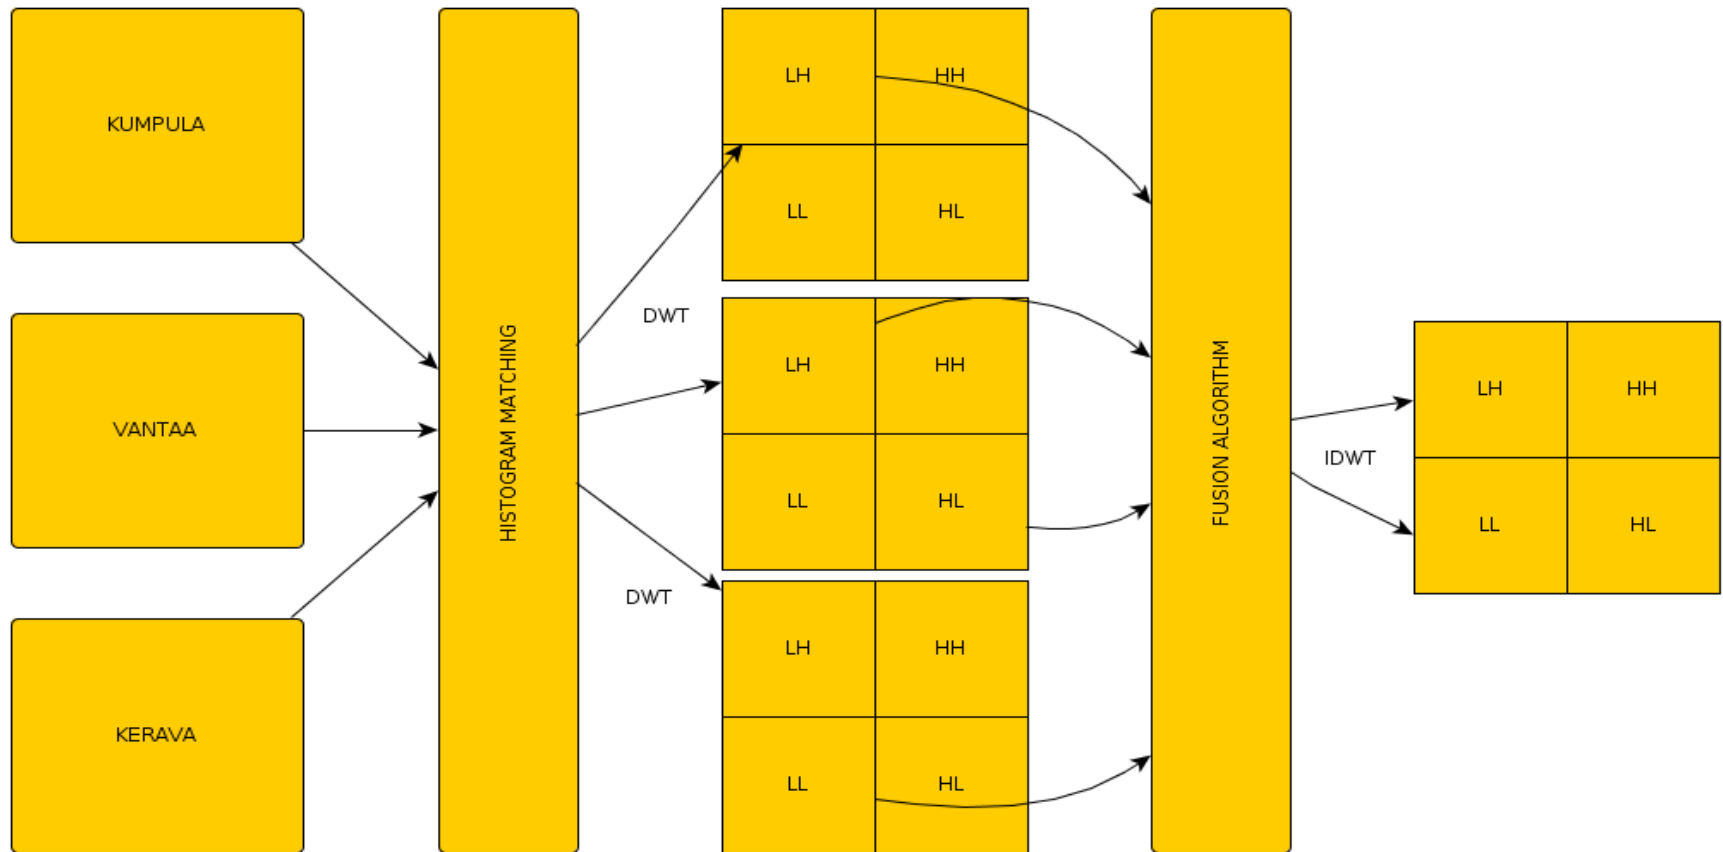 KUMPULA
VANTAA
KERAVA
HISTOGRAM MATCHING
DWT
DWT
LH HH
LL HL
LH HH
LL HL
LH HH
LL HL
FUSION ALGORITHM
IDWT
LH HH
LL HL